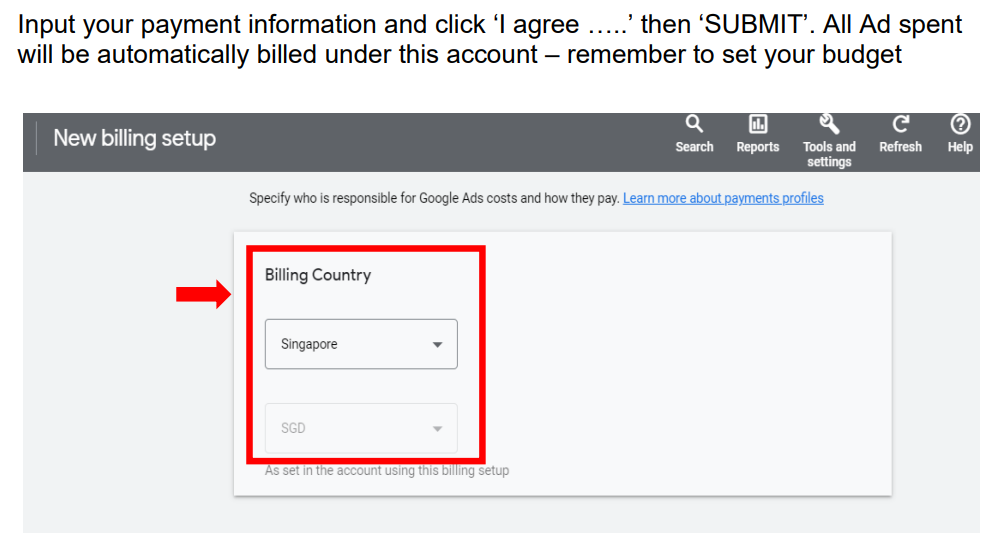 Input your payment information and click ‘I agree …..’ then ‘SUBMIT’. All Ad spent
will be automatically billed under this account – remember to set your budget
New billing setup
Search
Reports
Tools and
settings
Refresh
Help
Specify who is responsible for Google Ads costs and how they pay. Learn more about payments profiles
Billing Country
Singapore
SGD
As set in the account using this billing setup